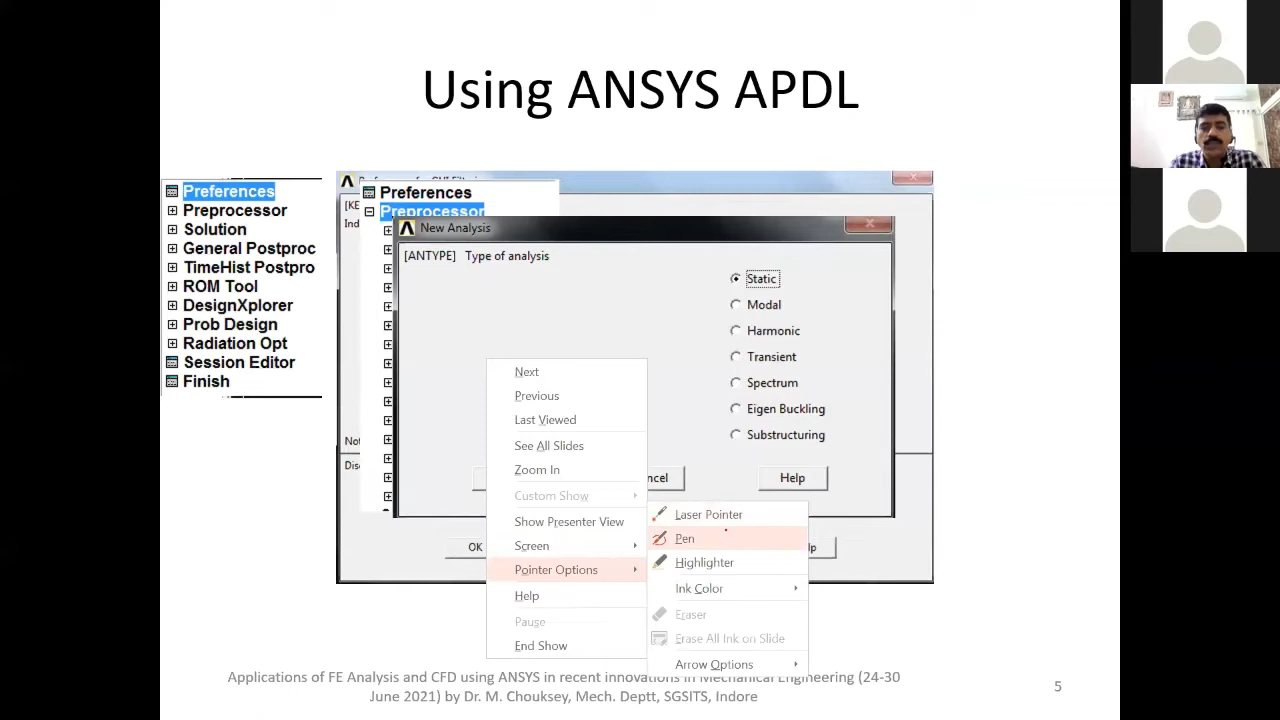 Using ANSYS APDL
Preferences
Preprocessor
Solution
General Postproc
TimeHist Postpro
ROM Tool
DesignXplorer
Prob Design
Radiation Opt
Session Editor
Finish
Preferences
[KE
Preprocessor
Ind
New Analysis
[ANTYPE] Type of analysis
Static
Modal
Harmonic
Transient
Spectrum
Eigen Buckling
Substructuring
Not
Disc
ncel
Help
OK
lp
Next
Previous
Last Viewed
See All Slides
Zoom In
Custom Show
Show Presenter View
Screen
Pointer Options
Help
Pause
End Show
Laser Pointer
Pen
Highlighter
Ink Color
Eraser
Erase All Ink on Slide
Arrow Options
Applications of FE Analysis and CFD using ANSYS in recent innovations in Mechanical Engineering (24-30
June 2021) by Dr. M. Chouksey, Mech. Deptt, SGSITS, Indore
5